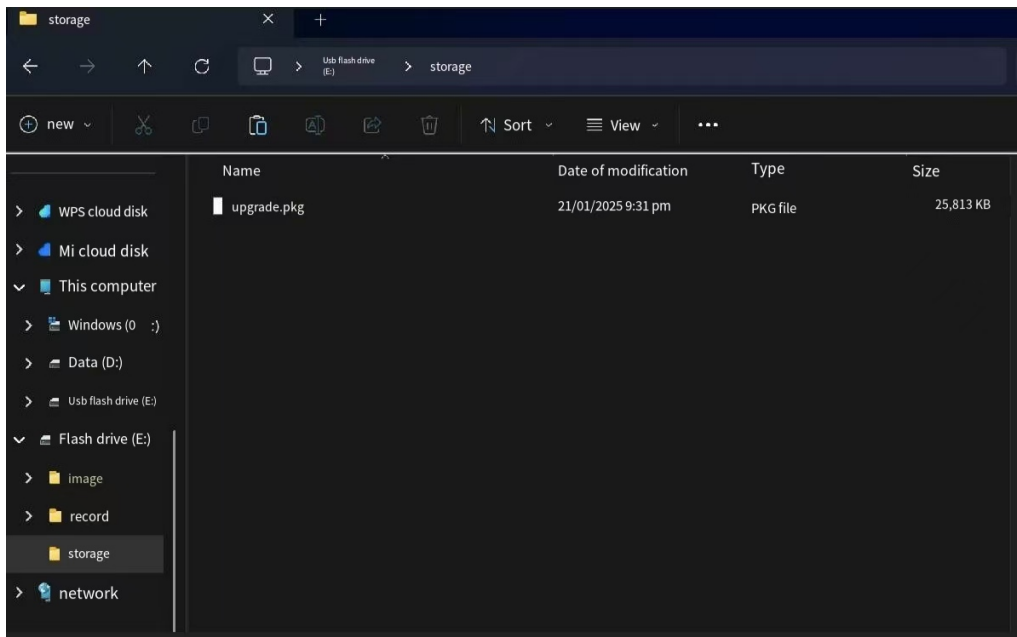 storage
Usb flash drive
(E:)
storage
new
Sort
View
Name
Date of modification
Type
Size
WPS cloud disk
upgrade.pkg
21/01/2025 9:31 pm
PKG file
25,813 KB
Mi cloud disk
This computer
Windows (0 :)
Data (D:)
Usb flash drive (E:)
Flash drive (E:)
image
record
storage
network